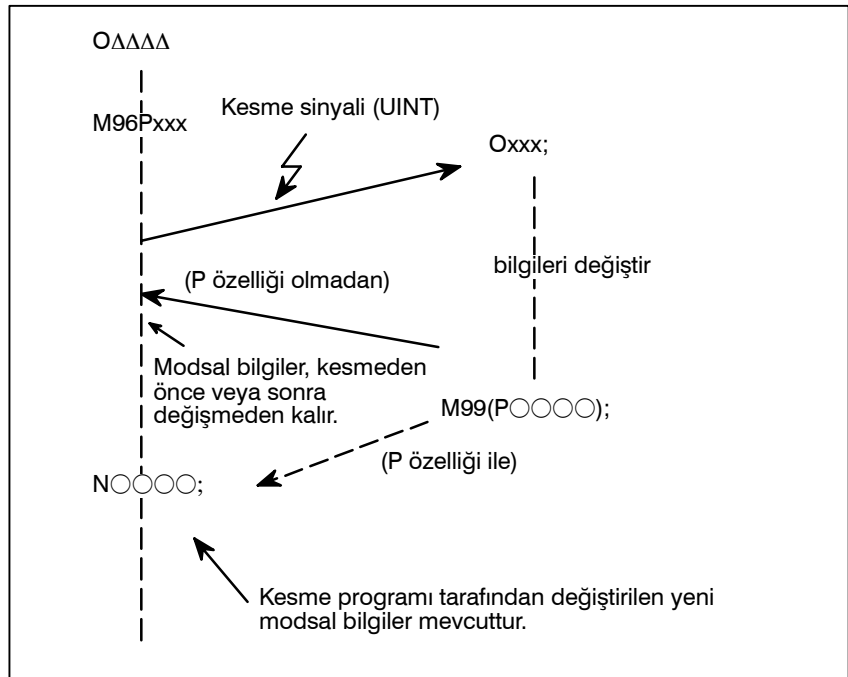 OΔΔΔΔ
M96Pxxx
Kesme sinyali (UINT)
Oxxx;
bilgileri değiştir
(P özelliği olmadan)
Modsal bilgiler, kesmeden
önce veya sonra
değişmeden kalır.
M99(P○○○○);
(P özelliği ile)
N○○○○;
Kesme programı tarafından değiştirilen yeni
modsal bilgiler mevcuttur.